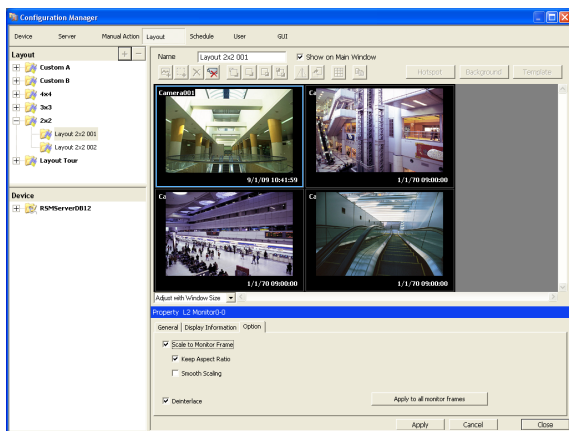 Configuration Manager
Device Server Manual Action Layout Schedule User GUI
Layout + -
Custom A
Custom B
4x4
3x3
2x2
Layout 2x2 001
Layout 2x2 002
Layout Tour
Device
RSMServerDB12
Name Layout 2x2 001 Show on Main Window
Hotspot Background Template
Camera001 Ca
9/1/09 10:41:59 1/1/70 09:00:00
Ca Ca
1/1/70 09:00:00 1/1/70 09:00:00
Adjust with Window Size
Property L2 Monitor0-0
General Display Information Option
Scale to Monitor Frame
Keep Aspect Ratio
Smooth Scaling
Deinterlace Apply to all monitor frames
Apply Cancel Close